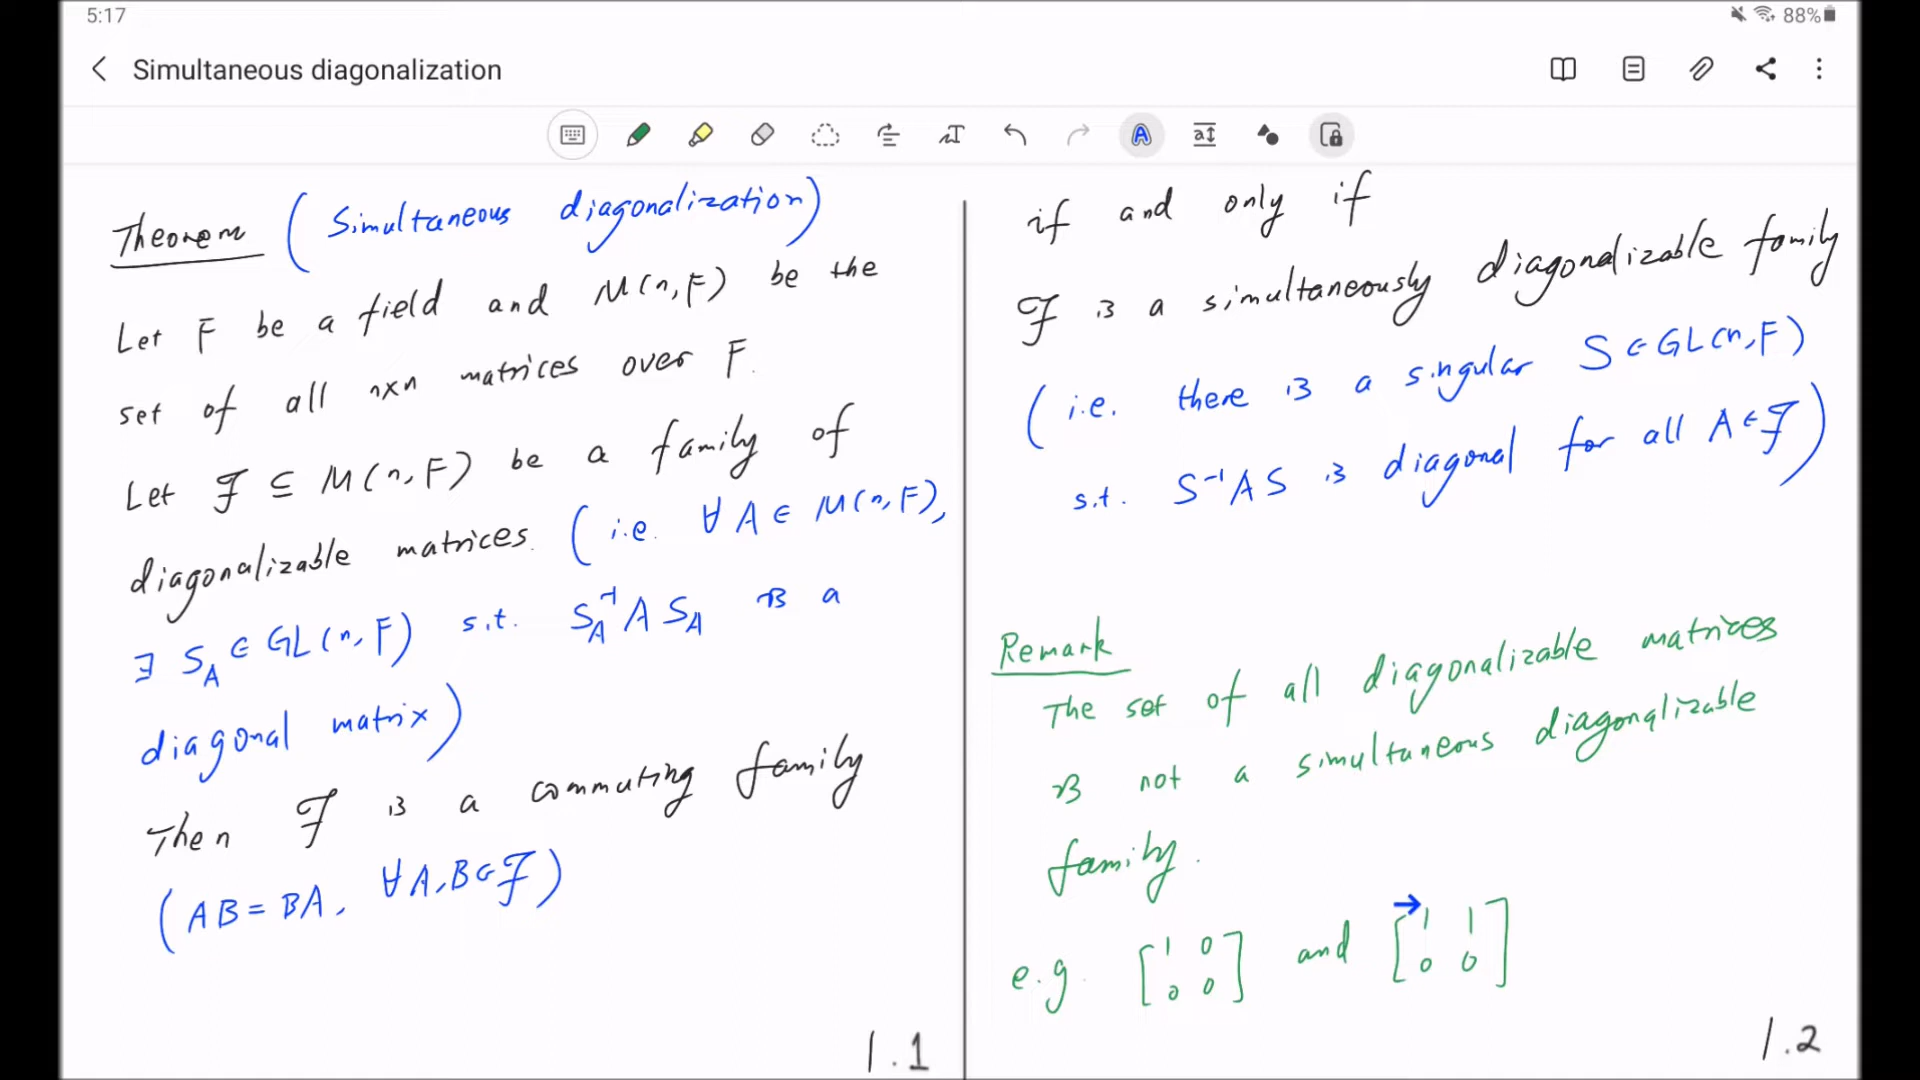 5:17
88%
Simultaneous diagonalization
Theorem (Simultaneous diagonalization)
Let F be a field and M(n,F) be the
set of all n×n matrices over F.
Let ℱ ⊆ M(n,F) be a family of
diagonalizable matrices. (i.e. ∀ A ∈ M(n,F),
∃ S_A ∈ GL(n,F) s.t. S_A⁻¹ A S_A is a
diagonal matrix)
Then ℱ is a commuting family
(AB = BA, ∀A,B∈ℱ)
1.1
if and only if
ℱ is a simultaneously diagonalizable family
(i.e. there is a singular S∈GL(n,F)
s.t. S⁻¹AS is diagonal for all A∈ℱ)
Remark
The set of all diagonalizable matrices
is not a simultaneous diagonalizable
family.
e.g. [1 0 and [1 1
0 0] 0 0]
1.2